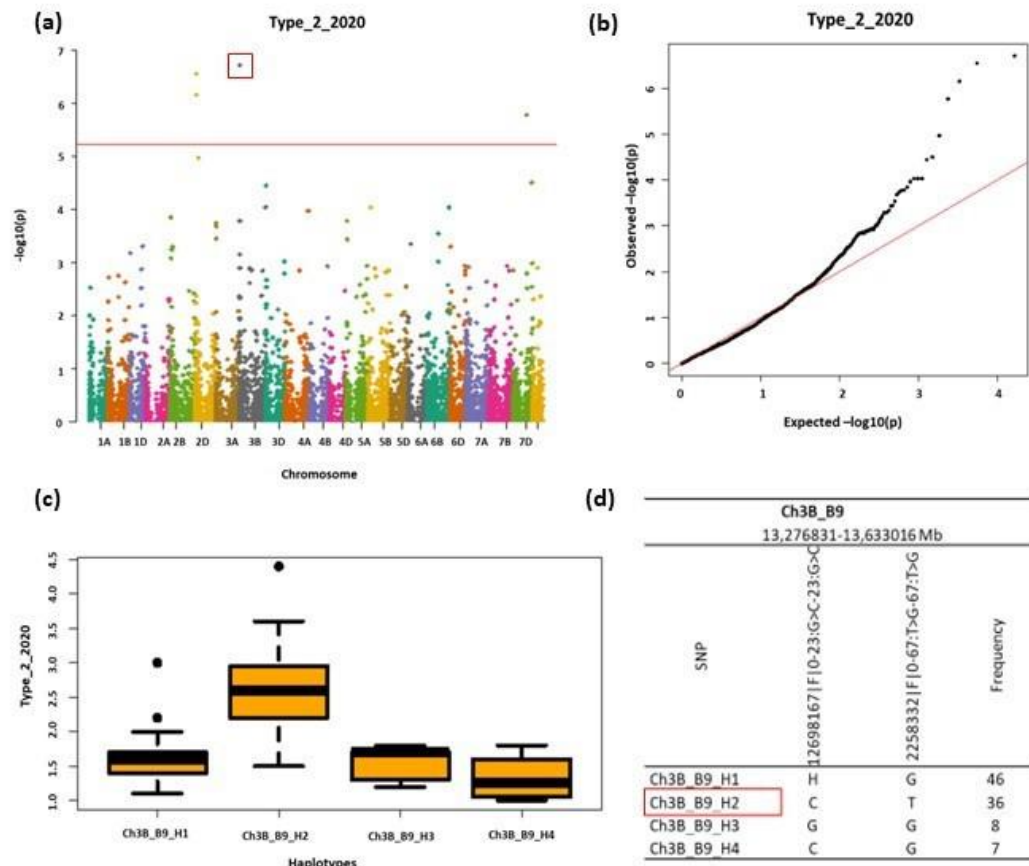 (a)
Type_2_2020
-log10(p)
7
6
5
4
3
2
1
0
1A 1B 1D 2A 2B 2D 3A 3B 3D 4A 4B 4D 5A 5B 5D 6A 6B 6D 7A 7B 7D
Chromosome
(b)
Type_2_2020
Observed –log10(p)
6
5
4
3
2
1
0
0 1 2 3 4
Expected –log10(p)
(c)
Type_2_2020
4.5
4.0
3.5
3.0
2.5
2.0
1.5
1.0
Ch3B_B9_H1 Ch3B_B9_H2 Ch3B_B9_H3 Ch3B_B9_H4
Haplotypes
(d)
Ch3B_B9
13,276831-13,633016 Mb
SNP
12698167|F|0-23:G>C-23:G>C
2258332|F|0-67:T>G-67:T>G
Frequency
Ch3B_B9_H1 H G 46
Ch3B_B9_H2 C T 36
Ch3B_B9_H3 G G 8
Ch3B_B9_H4 C G 7